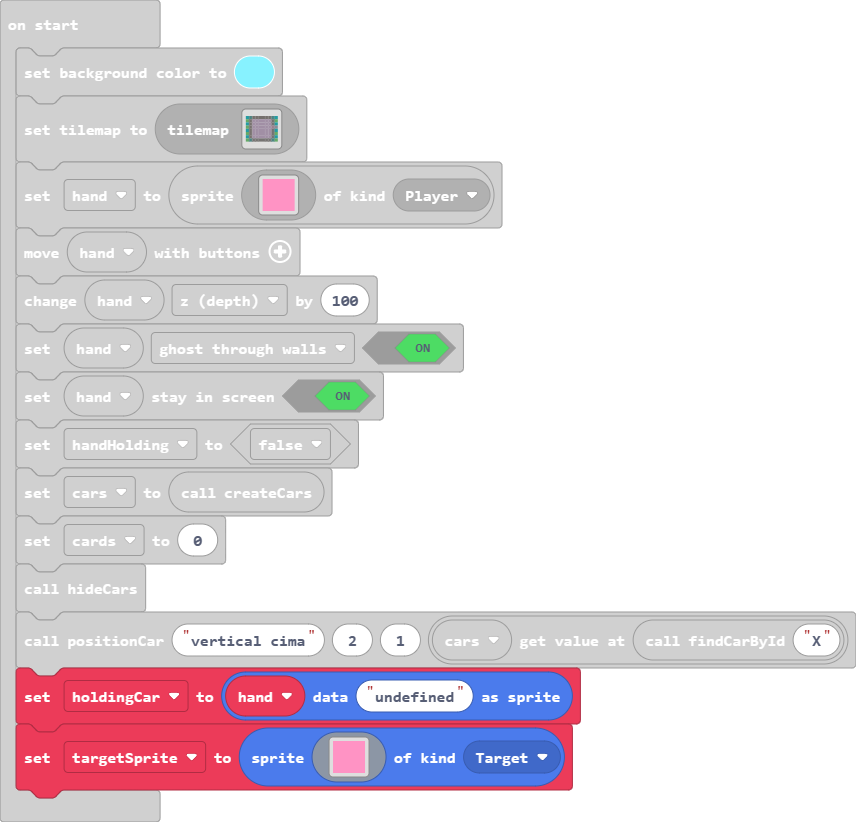 on start
set background color to
set tilemap to tilemap
set hand to sprite of kind Player
move hand with buttons
change hand z (depth) by 100
set hand ghost through walls ON
set hand stay in screen ON
set handHolding to false
set cars to call createCars
set cards to 0
call hideCars
call positionCar "vertical cima" 2 1 cars get value at call findCarById "X"
set holdingCar to hand data "undefined" as sprite
set targetSprite to sprite of kind Target